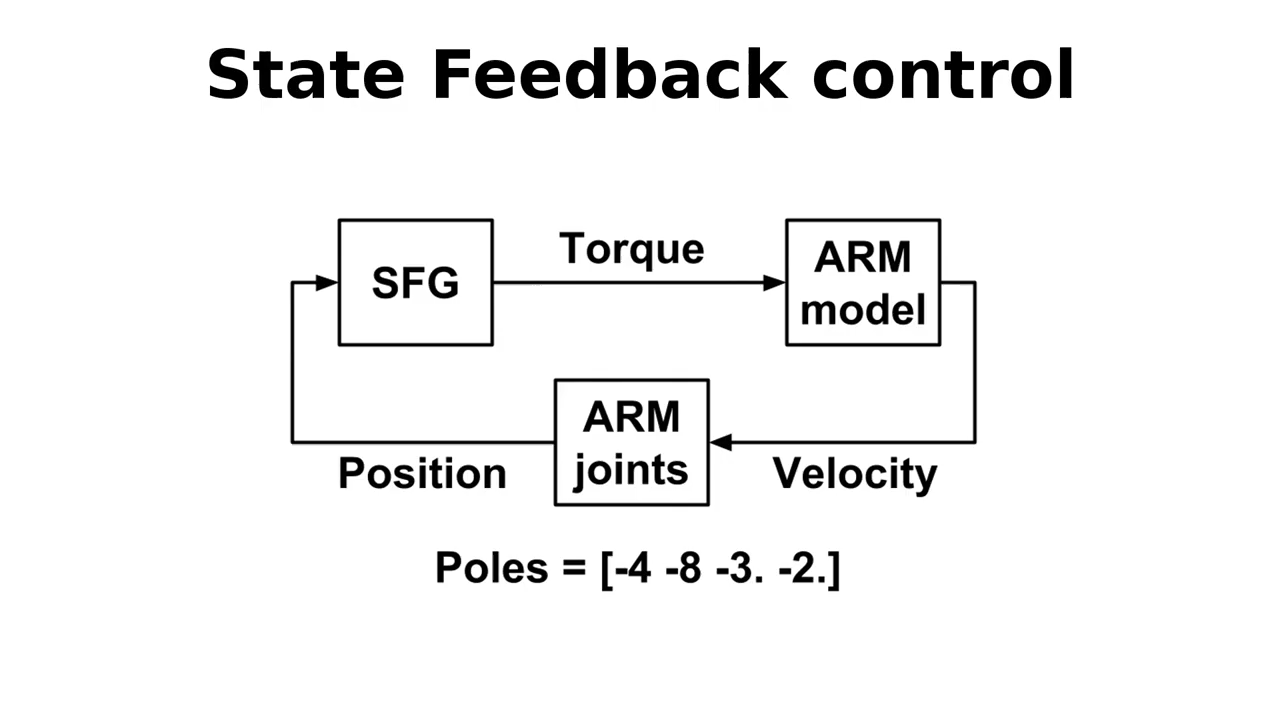 State Feedback control
SFG
Torque
ARM
model
ARM
joints
Position
Velocity
Poles = [-4 -8 -3. -2.]